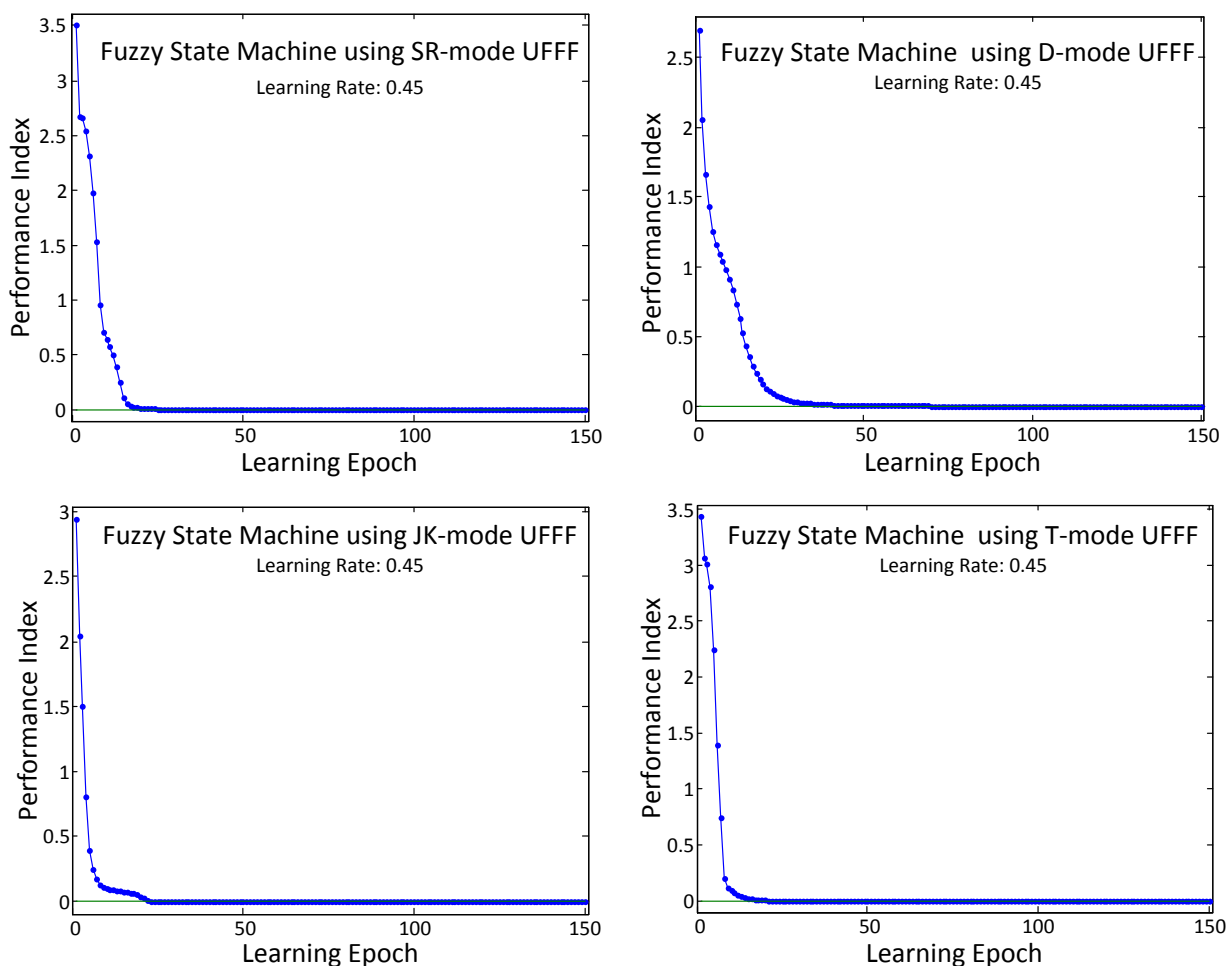 Fuzzy State Machine using SR-mode UFFF
Learning Rate: 0.45
Performance Index
3.5
3
2.5
2
1.5
1
0.5
0
0
50
100
150
Learning Epoch
Fuzzy State Machine using D-mode UFFF
Learning Rate: 0.45
Performance Index
2.5
2
1.5
1
0.5
0
0
50
100
150
Learning Epoch
Fuzzy State Machine using JK-mode UFFF
Learning Rate: 0.45
Performance Index
3
2.5
2
1.5
1
0.5
0
0
50
100
150
Learning Epoch
Fuzzy State Machine using T-mode UFFF
Learning Rate: 0.45
Performance Index
3.5
3
2.5
2
1.5
1
0.5
0
0
50
100
150
Learning Epoch